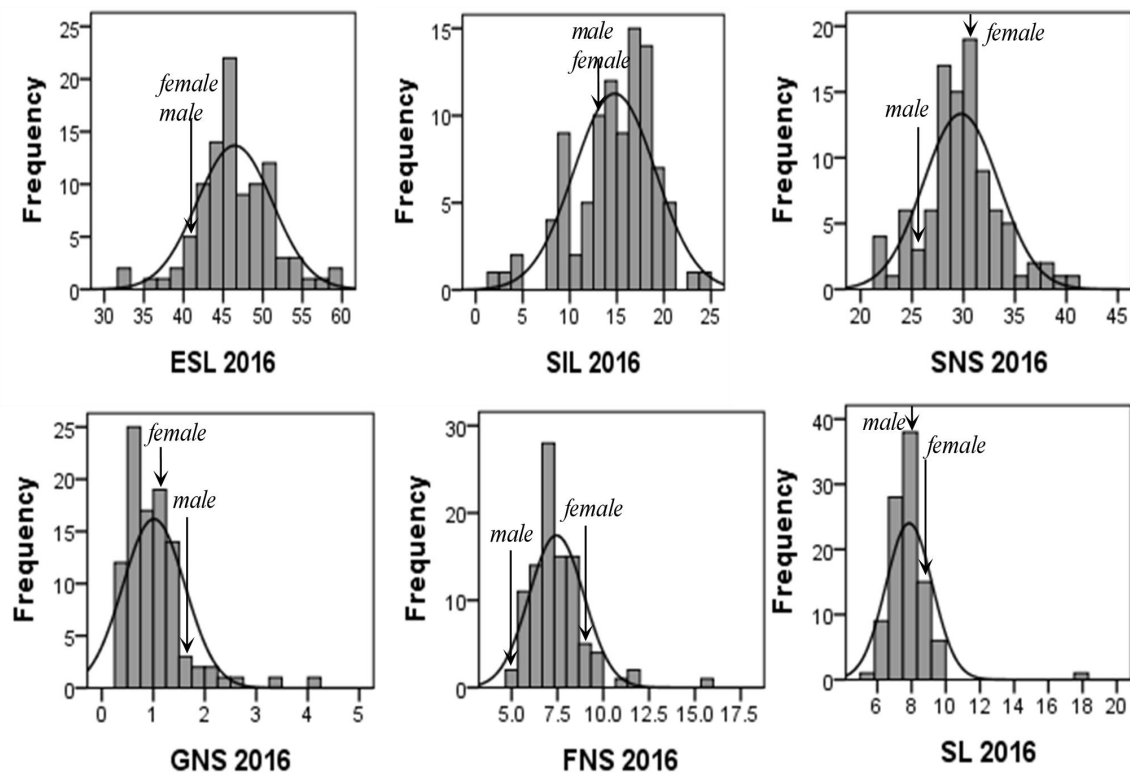 25
20
15
10
5
0
Frequency
female
male
30 35 40 45 50 55 60
ESL 2016
15
10
5
0
Frequency
male
female
0 5 10 15 20 25
SIL 2016
20
15
10
5
0
Frequency
female
male
20 25 30 35 40 45
SNS 2016
25
20
15
10
5
0
Frequency
female
male
0 1 2 3 4 5
GNS 2016
30
20
10
0
Frequency
female
male
5.0 7.5 10.0 12.5 15.0 17.5
FNS 2016
40
30
20
10
0
Frequency
male
female
6 8 10 12 14 16 18 20
SL 2016